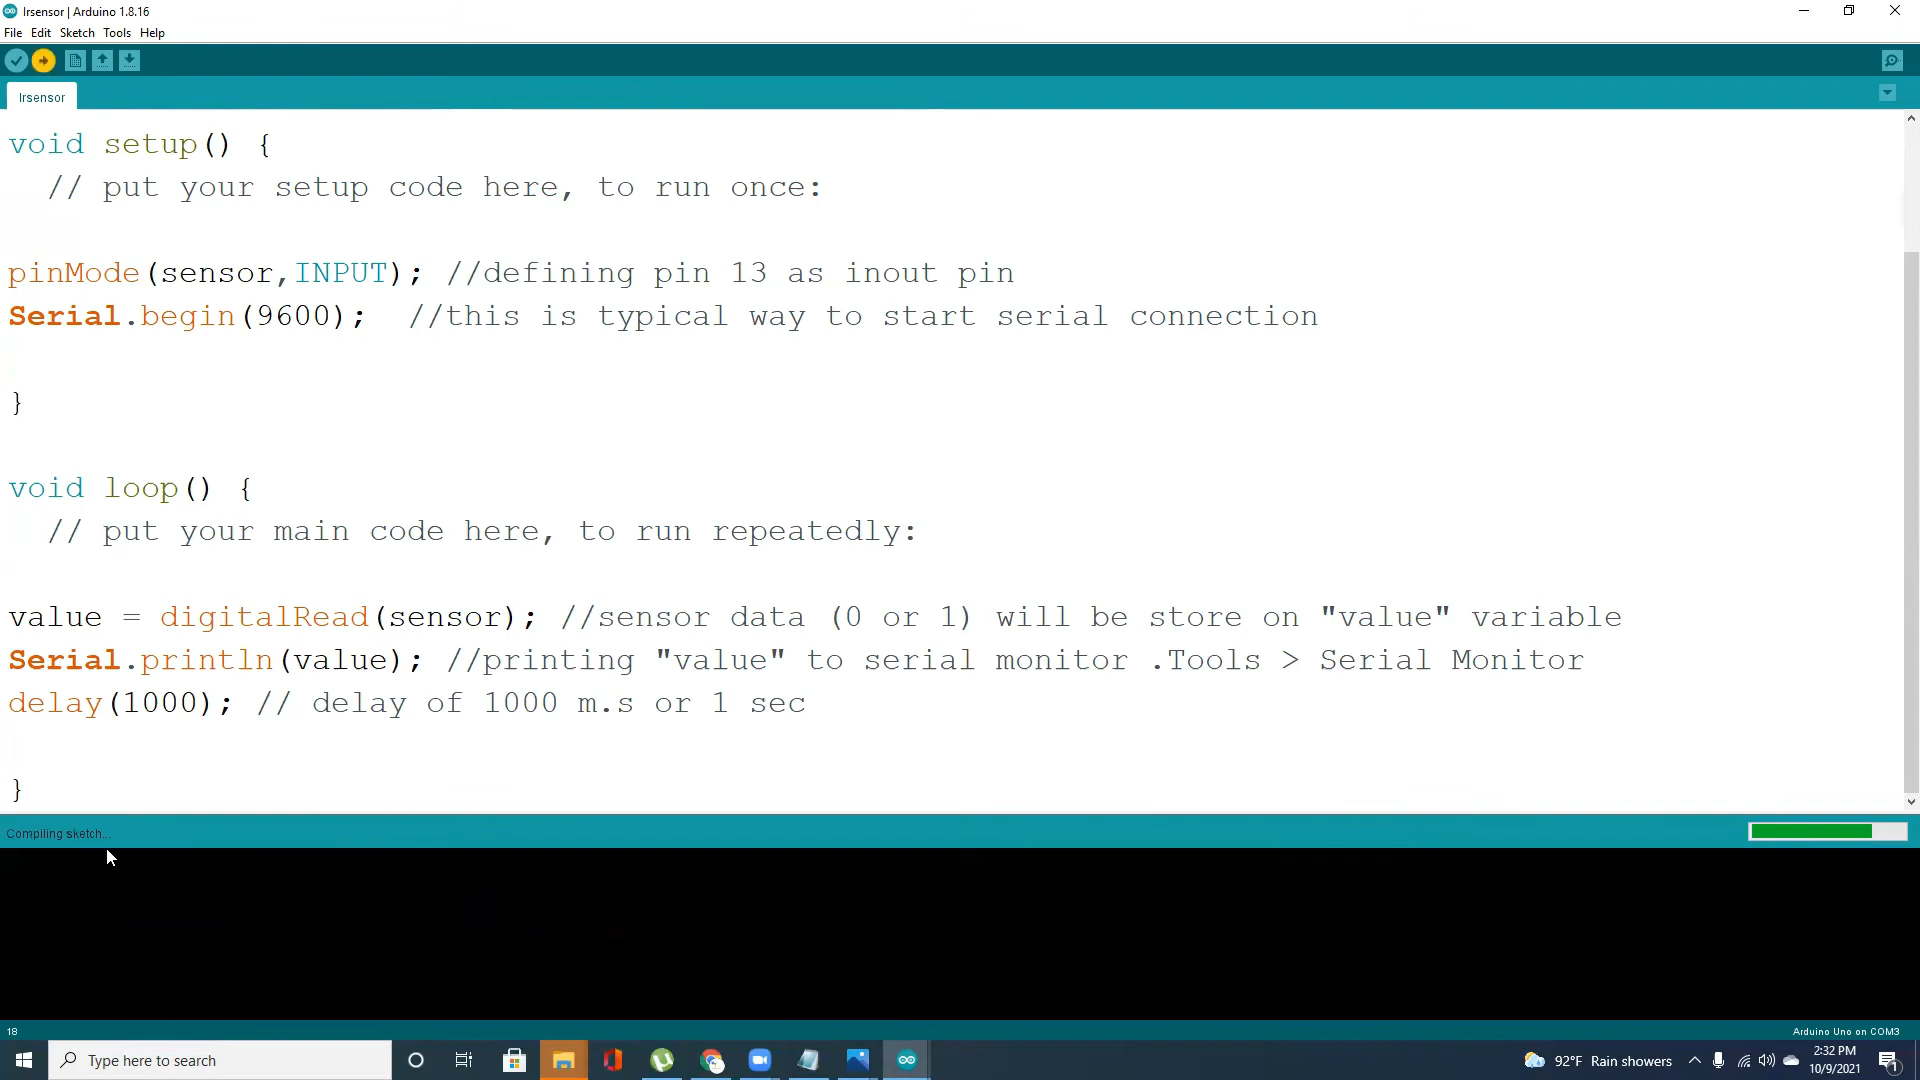 Irsensor | Arduino 1.8.16
File Edit Sketch Tools Help
Irsensor
void setup() {
// put your setup code here, to run once:
pinMode(sensor,INPUT); //defining pin 13 as inout pin
Serial.begin(9600); //this is typical way to start serial connection
}
void loop() {
// put your main code here, to run repeatedly:
value = digitalRead(sensor); //sensor data (0 or 1) will be store on "value" variable
Serial.println(value); //printing "value" to serial monitor .Tools > Serial Monitor
delay(1000); // delay of 1000 m.s or 1 sec
}
Compiling sketch...
18
Arduino Uno on COM3
Type here to search
92°F Rain showers
2:32 PM
10/9/2021
1